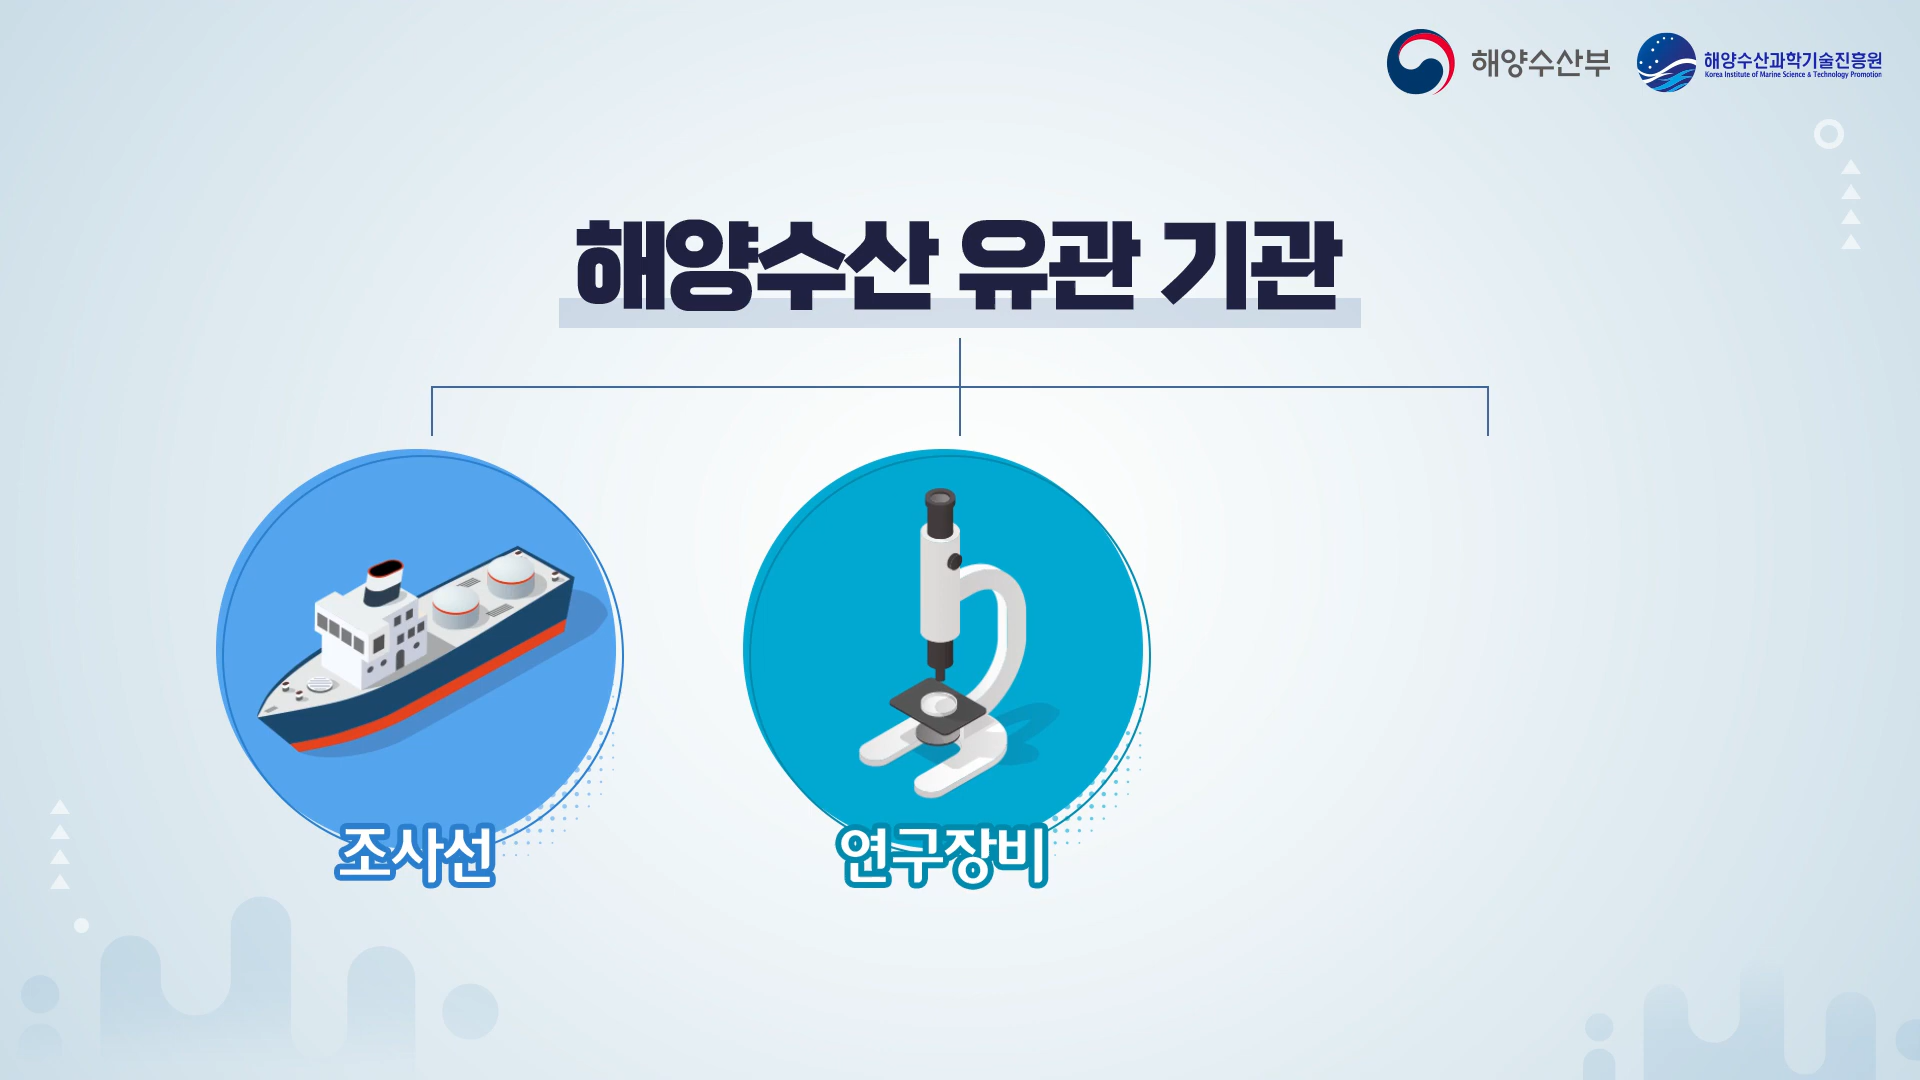 해양수산부
해양수산과학기술진흥원
Korea Institute of Marine Science & Technology Promotion
해양수산 유관 기관
조사선
연구장비